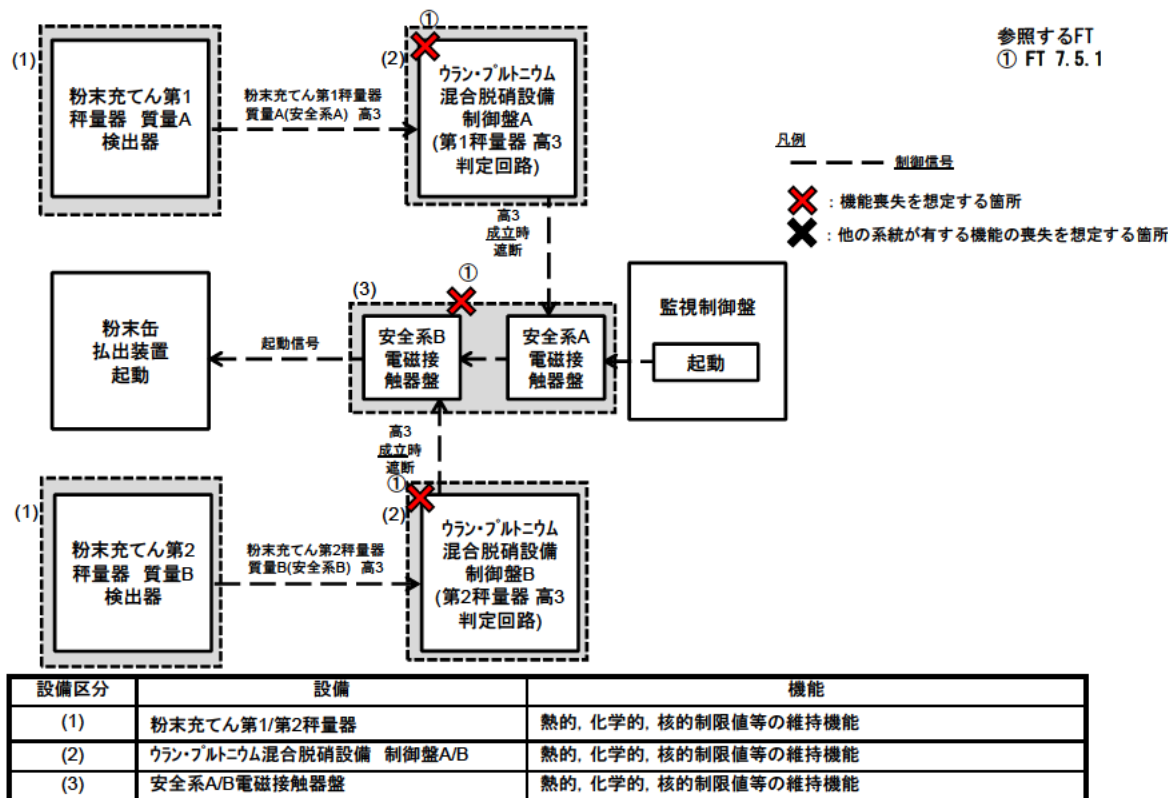 ①
参照するFT
① FT 7.5.1
(1)
粉末充てん第1
秤量器 質量A
検出器
粉末充てん第1秤量器
質量A(安全系A) 高3
(2)
ウラン・プルトニウム
混合脱硝設備
制御盤A
(第1秤量器 高3
判定回路)
凡例
制御信号
：機能喪失を想定する箇所
：他の系統が有する機能の喪失を想定する箇所
高3
成立時
遮断
①
(3)
粉末缶
払出装置
起動
起動信号
安全系B
電磁接
触器盤
安全系A
電磁接
触器盤
監視制御盤
起動
高3
成立時
遮断
①
(1)
(2)
粉末充てん第2
秤量器 質量B
検出器
粉末充てん第2秤量器
質量B(安全系B) 高3
ウラン・プルトニウム
混合脱硝設備
制御盤B
(第2秤量器 高3
判定回路)
設備区分 設備 機能
(1) 粉末充てん第1/第2秤量器 熱的，化学的，核的制限値等の維持機能
(2) ウラン・プルトニウム混合脱硝設備 制御盤A/B 熱的，化学的，核的制限値等の維持機能
(3) 安全系A/B電磁接触器盤 熱的，化学的，核的制限値等の維持機能